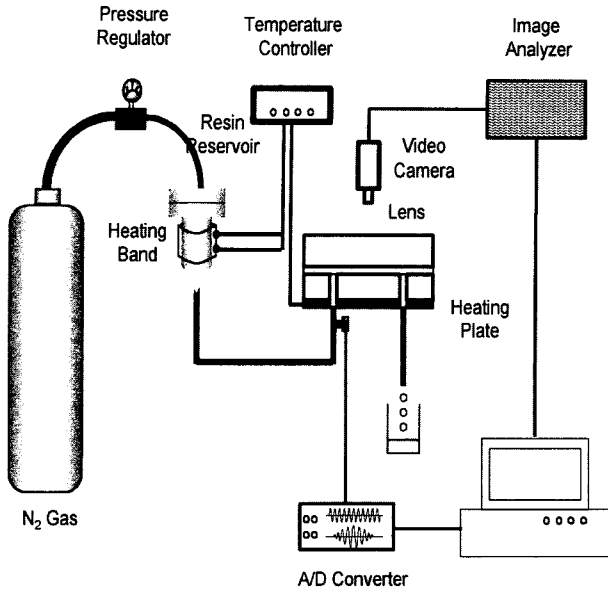 Pressure
Regulator
Temperature
Controller
Image
Analyzer
Resin
Reservoir
Video
Camera
Lens
Heating
Band
Heating
Plate
N₂ Gas
A/D Converter